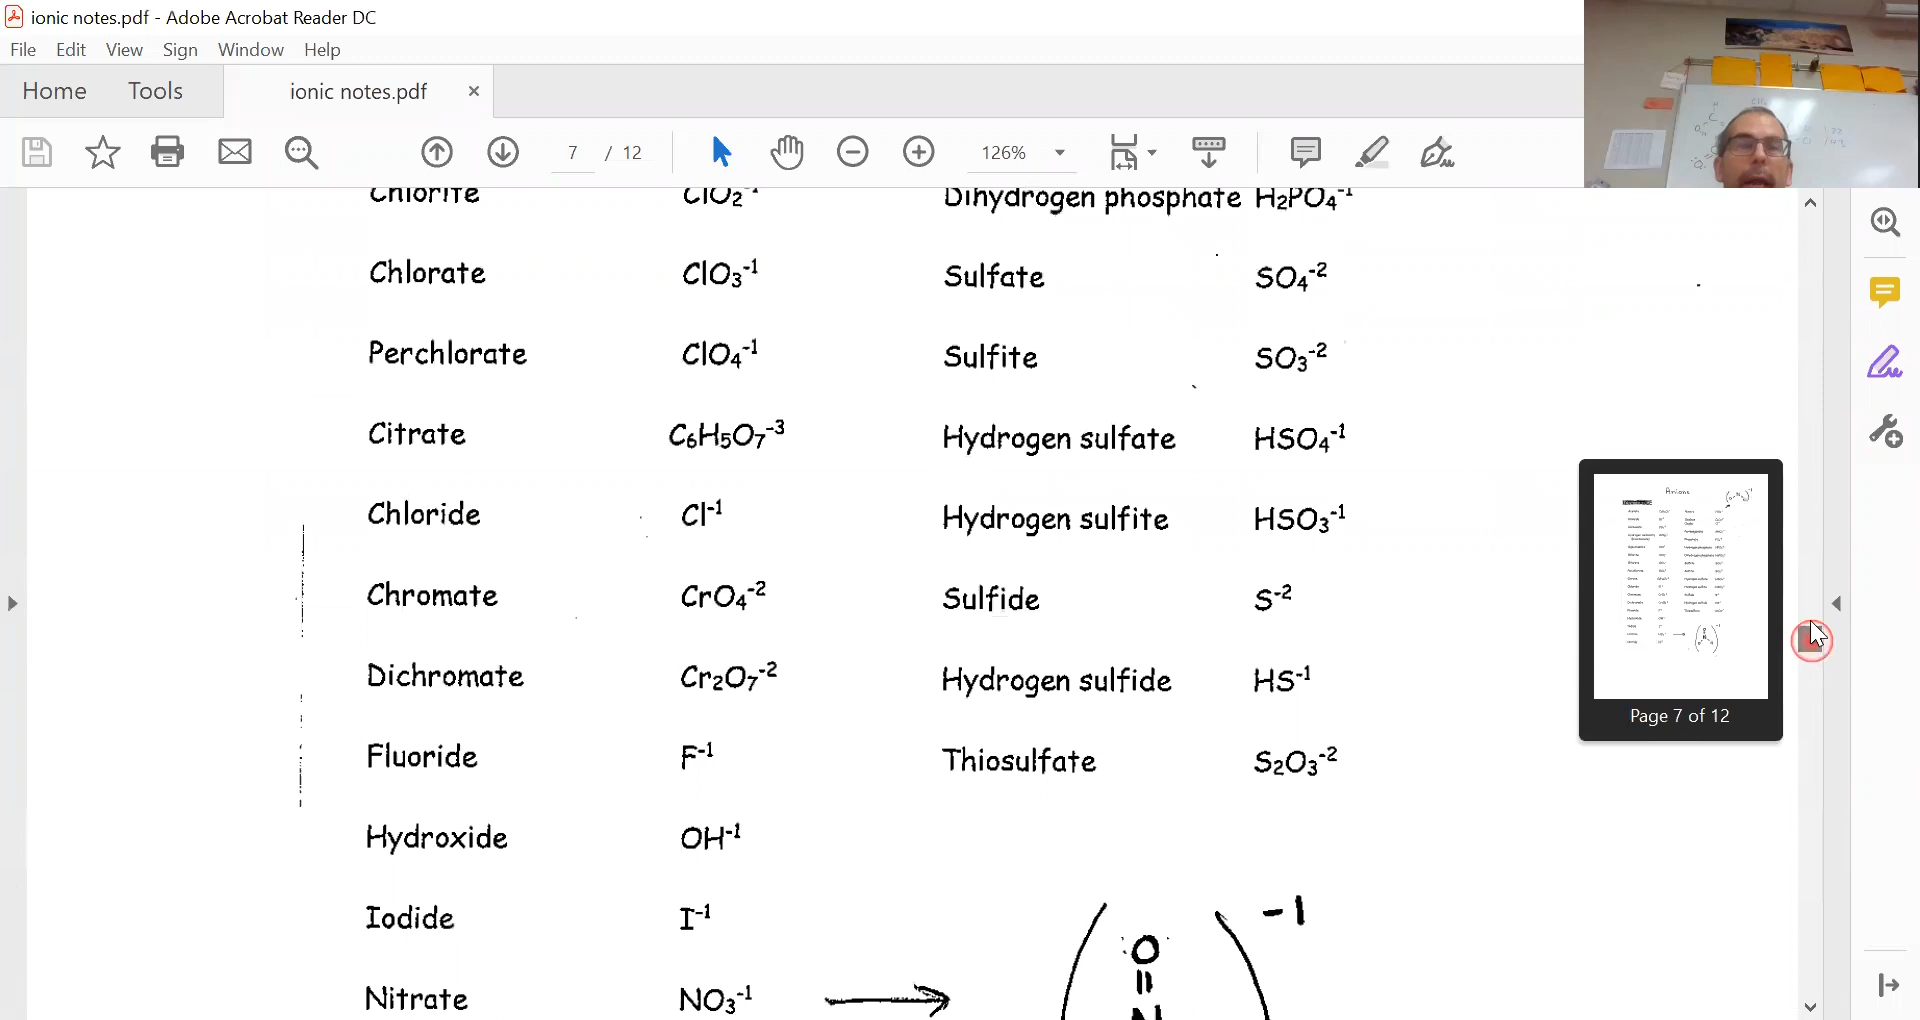 ionic notes.pdf - Adobe Acrobat Reader DC
File Edit View Sign Window Help
Home Tools ionic notes.pdf ×
7 / 12 126%
Chlorite ClO₂⁻¹ Dihydrogen phosphate H₂PO₄⁻¹
Chlorate ClO₃⁻¹ Sulfate SO₄⁻²
Perchlorate ClO₄⁻¹ Sulfite SO₃⁻²
Citrate C₆H₅O₇⁻³ Hydrogen sulfate HSO₄⁻¹
Chloride Cl⁻¹ Hydrogen sulfite HSO₃⁻¹
Chromate CrO₄⁻² Sulfide S⁻²
Dichromate Cr₂O₇⁻² Hydrogen sulfide HS⁻¹
Fluoride F⁻¹ Thiosulfate S₂O₃⁻²
Hydroxide OH⁻¹
Iodide I⁻¹
-1
O
Nitrate NO₃⁻¹
N
Anions
Page 7 of 12